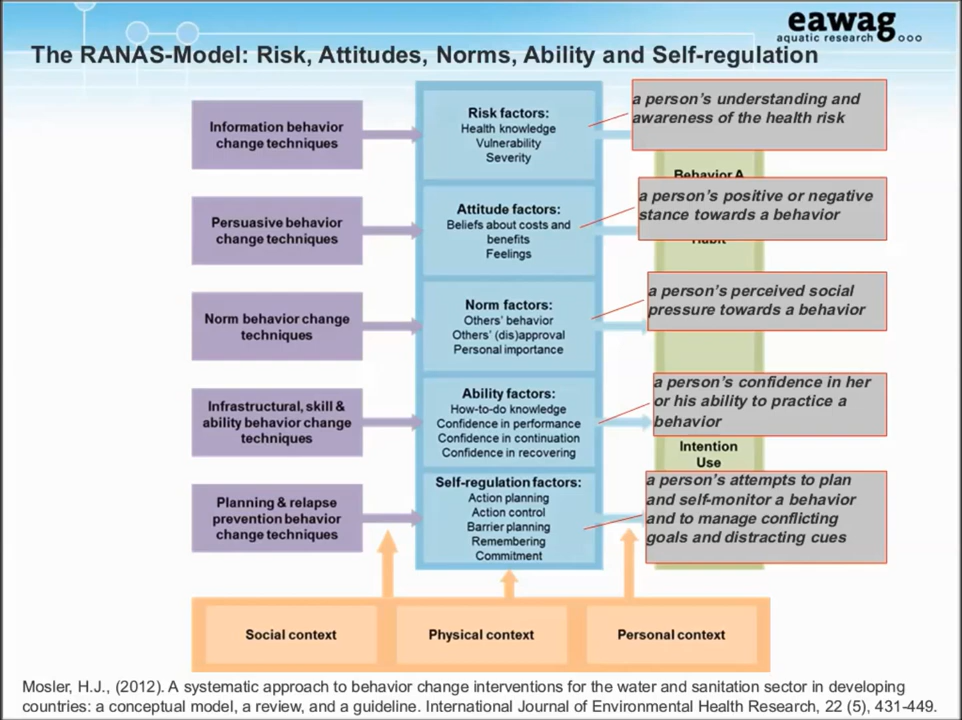 eawag
aquatic research
The RANAS-Model: Risk, Attitudes, Norms, Ability and Self-regulation
Information behavior
change techniques
Risk factors:
Health knowledge
Vulnerability
Severity
a person's understanding and
awareness of the health risk
Behavior A
Persuasive behavior
change techniques
Attitude factors:
Beliefs about costs and
benefits
Feelings
a person's positive or negative
stance towards a behavior
Habit
Norm behavior change
techniques
Norm factors:
Others' behavior
Others' (dis)approval
Personal importance
a person's perceived social
pressure towards a behavior
Infrastructural, skill &
ability behavior change
techniques
Ability factors:
How-to-do knowledge
Confidence in performance
Confidence in continuation
Confidence in recovering
a person's confidence in her
or his ability to practice a
behavior
Intention
Use
Planning & relapse
prevention behavior
change techniques
Self-regulation factors:
Action planning
Action control
Barrier planning
Remembering
Commitment
a person's attempts to plan
and self-monitor a behavior
and to manage conflicting
goals and distracting cues
Social context
Physical context
Personal context
Mosler, H.J., (2012). A systematic approach to behavior change interventions for the water and sanitation sector in developing
countries: a conceptual model, a review, and a guideline. International Journal of Environmental Health Research, 22 (5), 431-449.